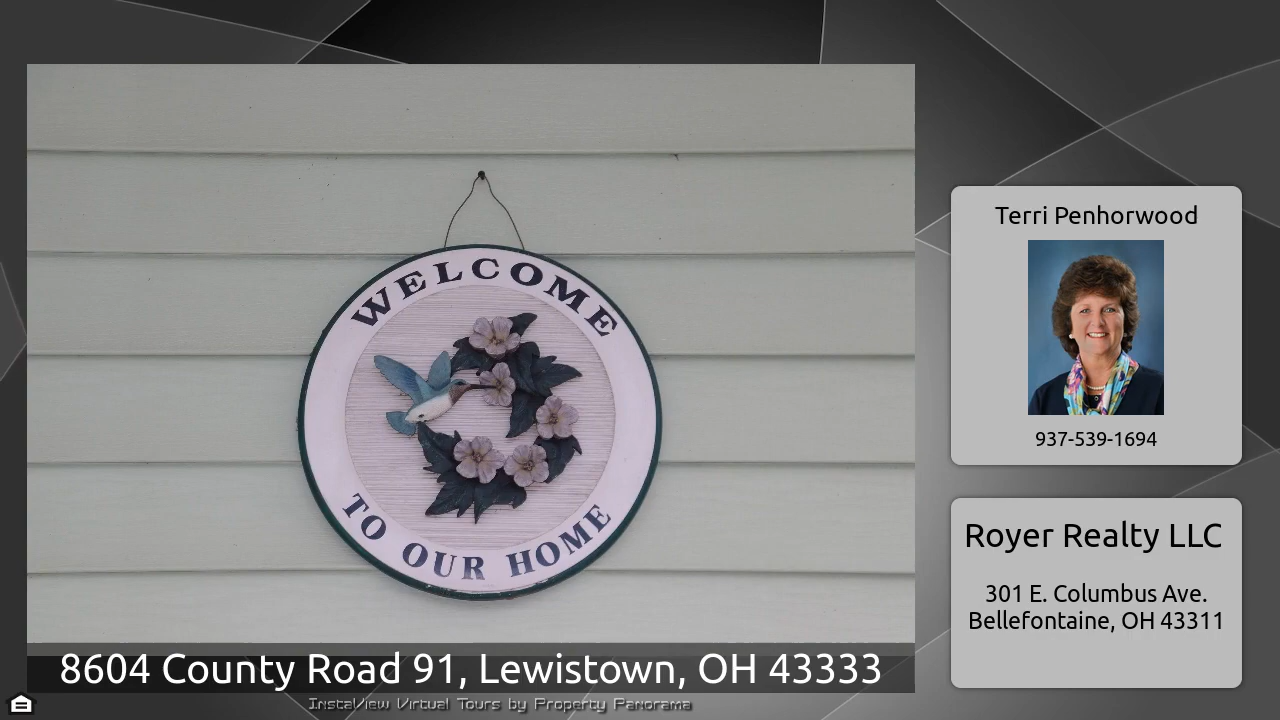 WELCOME
TO OUR HOME
8604 County Road 91, Lewistown, OH 43333
InstaView Virtual Tours by Property Panorama
Terri Penhorwood
937-539-1694
Royer Realty LLC
301 E. Columbus Ave.
Bellefontaine, OH 43311